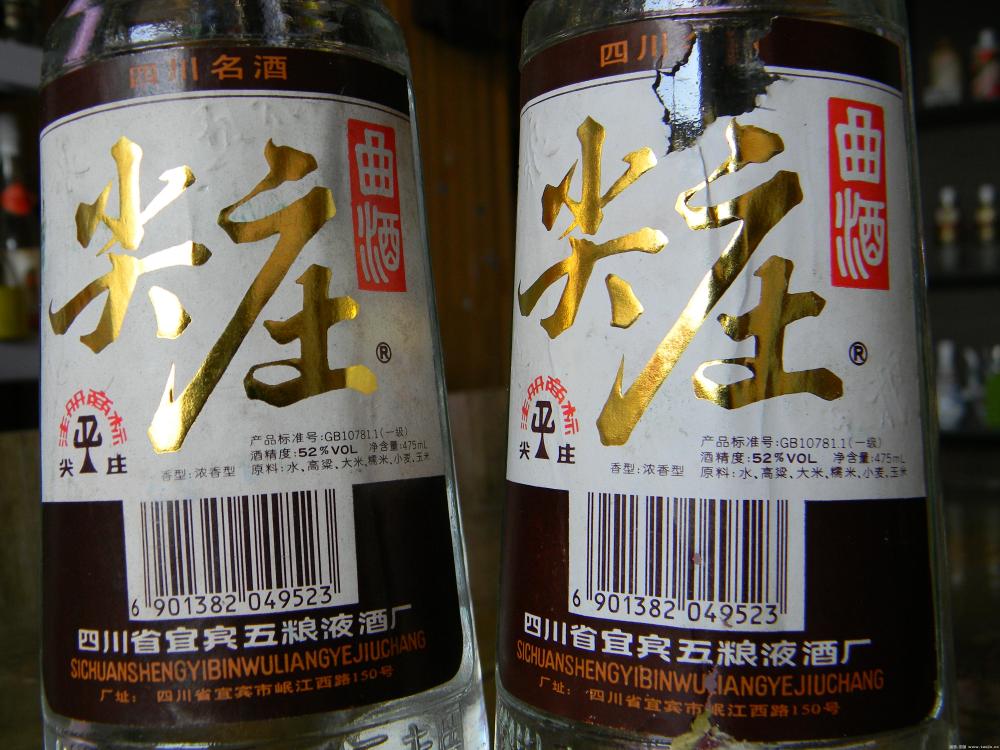 四川名酒
尖庄
曲酒
®
注册商标
尖 庄
产品标准号:GB10781.1(一级)
酒精度:52%VOL 净含量:475mL
香型:浓香型 原料:水、高粱、大米、糯米、小麦、玉米
6 901382 049523
四川省宜宾五粮液酒厂
SICHUANSHENGYIBINWULIANGYEJIUCHANG
厂址: 四川省宜宾市岷江西路150号
四川
尖庄
曲酒
®
注册商标
尖 庄
产品标准号:GB10781.1(一级)
酒精度:52%VOL 净含量:475mL
香型:浓香型 原料:水、高粱、大米、糯米、小麦、玉米
6 901382 049523
四川省宜宾五粮液酒厂
SICHUANSHENGYIBINWULIANGYEJIUCHANG
厂址: 四川省宜宾市岷江西路150号